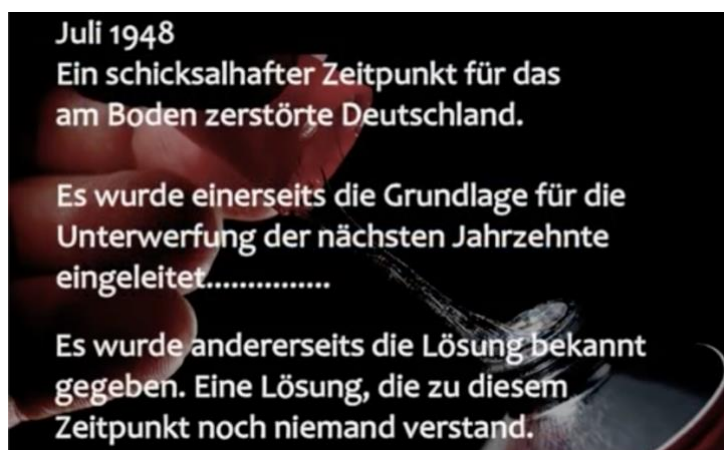 Juli 1948
Ein schicksalhafter Zeitpunkt für das
am Boden zerstörte Deutschland.
Es wurde einerseits die Grundlage für die
Unterwerfung der nächsten Jahrzehnte
eingeleitet...............
Es wurde andererseits die Lösung bekannt
gegeben. Eine Lösung, die zu diesem
Zeitpunkt noch niemand verstand.